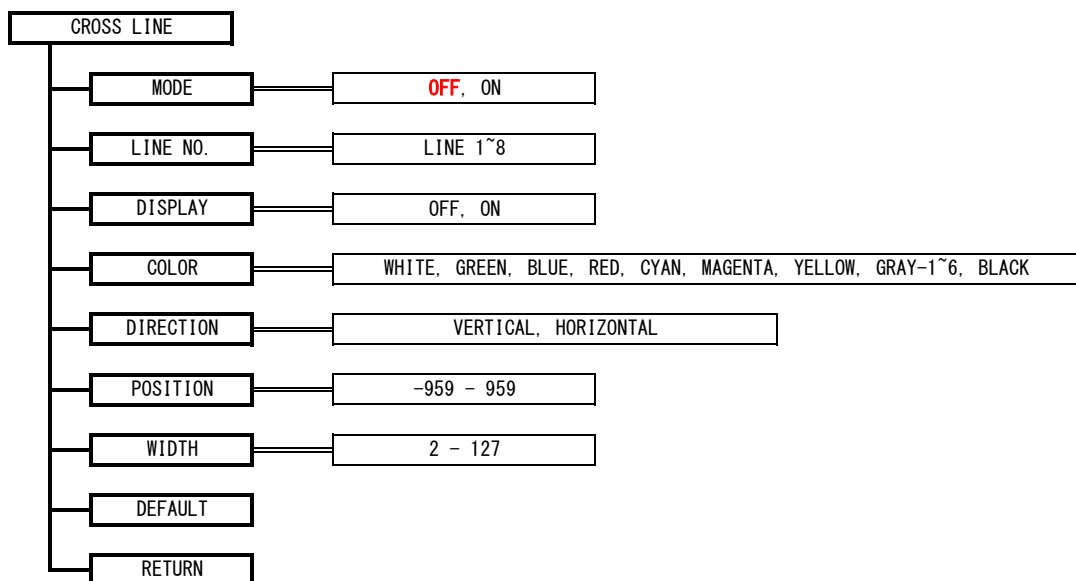 CROSS LINE
MODE OFF, ON
LINE NO. LINE 1~8
DISPLAY OFF, ON
COLOR WHITE, GREEN, BLUE, RED, CYAN, MAGENTA, YELLOW, GRAY-1~6, BLACK
DIRECTION VERTICAL, HORIZONTAL
POSITION -959 - 959
WIDTH 2 - 127
DEFAULT
RETURN